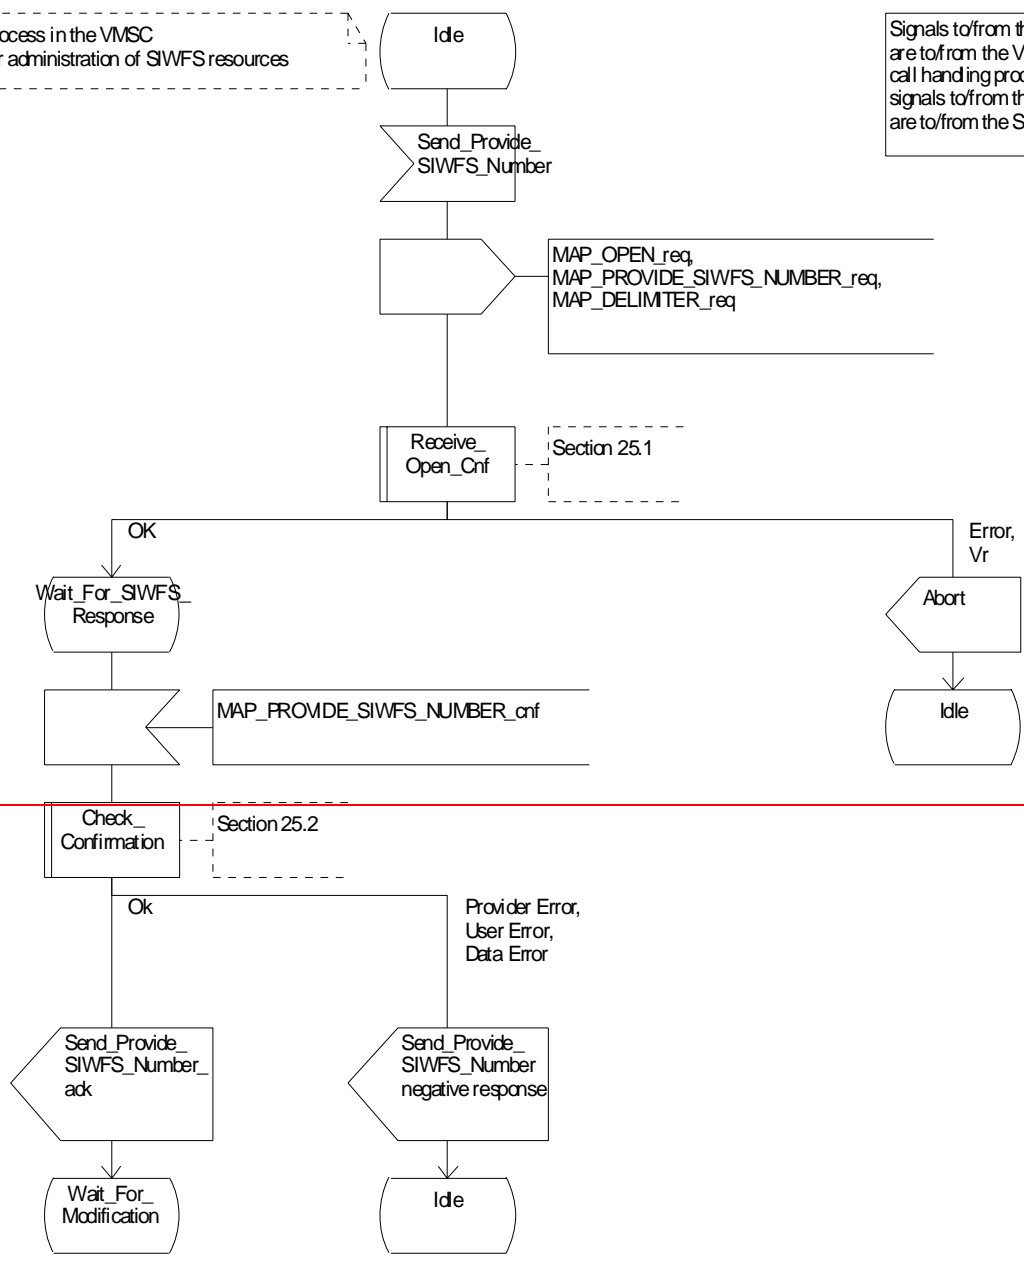 ocess in the VMSC
r administration of SIWFS resources
Idle
Signals to/from th
are to/from the V
call handling proc
signals to/from th
are to/from the S
Send_Provide_
SIWFS_Number
MAP_OPEN_req,
MAP_PROVIDE_SIWFS_NUMBER_req,
MAP_DELIMITER_req
Receive_
Open_Cnf
Section 25.1
OK
Error,
Vr
Wait_For_SIWFS_
Response
Abort
MAP_PROVIDE_SIWFS_NUMBER_cnf
Idle
Check_
Confirmation
Section 25.2
Ok
Provider Error,
User Error,
Data Error
Send_Provide_
SIWFS_Number_
ack
Send_Provide_
SIWFS_Number
negative response
Wait_For_
Modification
Idle